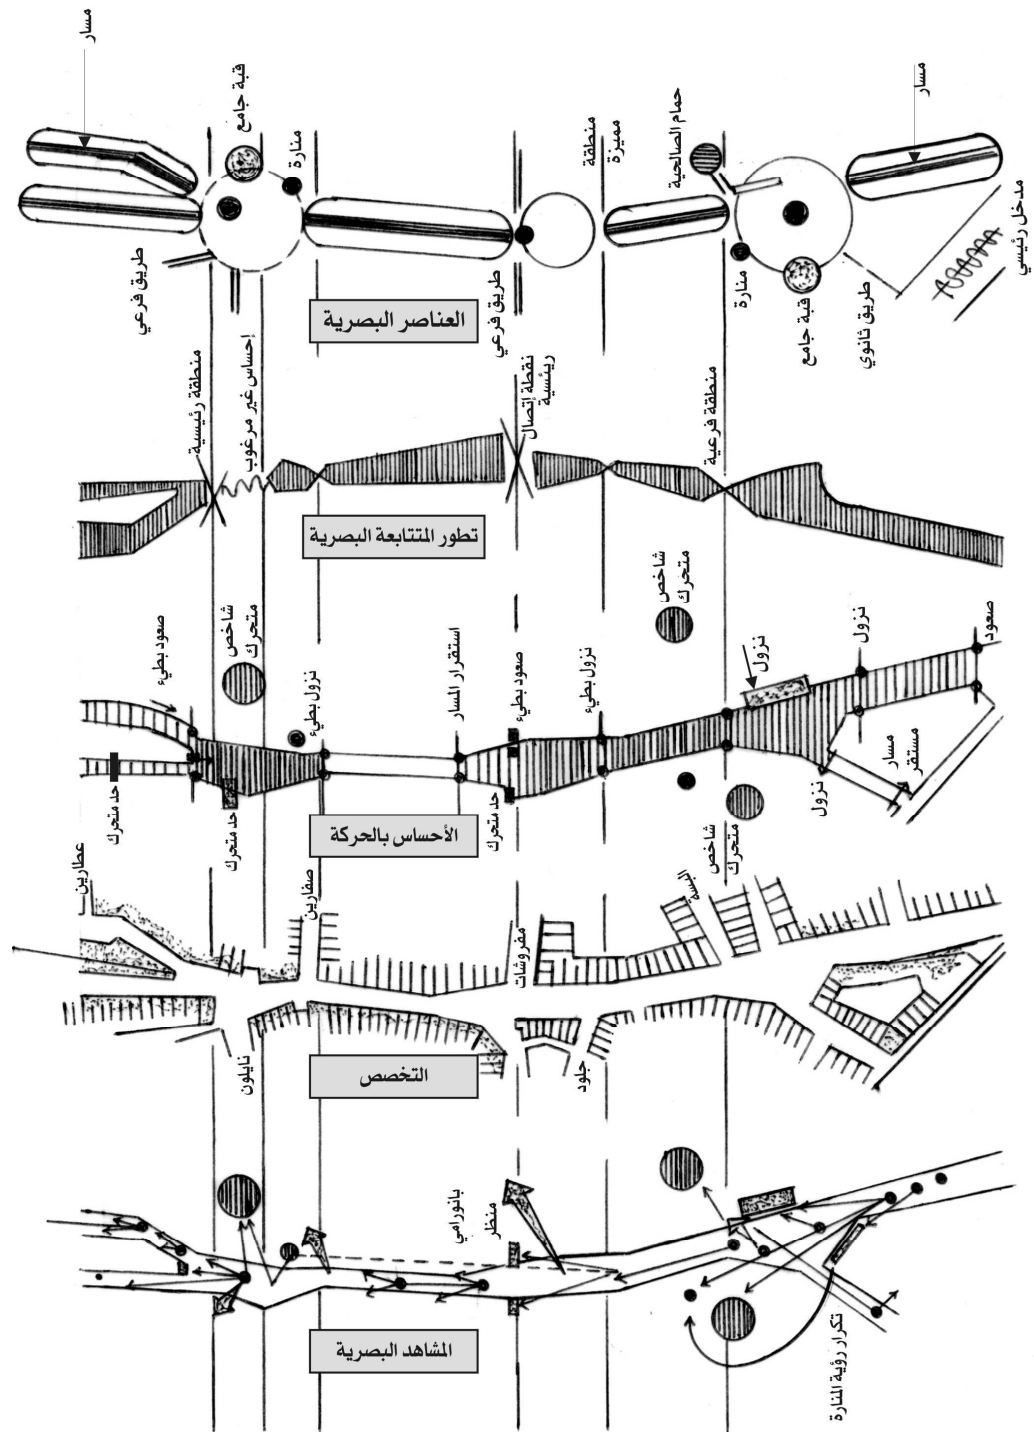 مسار
قبة جامع
منارة
طريق فرعي
العناصر البصرية
طريق فرعي
منطقة
مميزة
حمام الصالحية
منارة
قبة جامع
طريق ثانوي
مسار
مدخل رئيسي
منطقة رئيسية
إحساس غير مرغوب
نقطة إتصال
ريئسية
منطقة فرعية
تطور المتتابعة البصرية
صعود بطيء
شاخص
متحرك
نزول بطيء
استقرار المسار
صعود بطيء
نزول بطيء
شاخص
متحرك
نزول
نزول
صعود
حد متحرك
حد متحرك
حد متحرك
الأحساس بالحركة
شاخص
متحرك
نزول
مسار
مستقر
عطارين
صفارين
مفروشات
البسة
نايلون
جلود
التخصص
منظر
بانورامي
المشاهد البصرية
تكرار رؤية المنارة